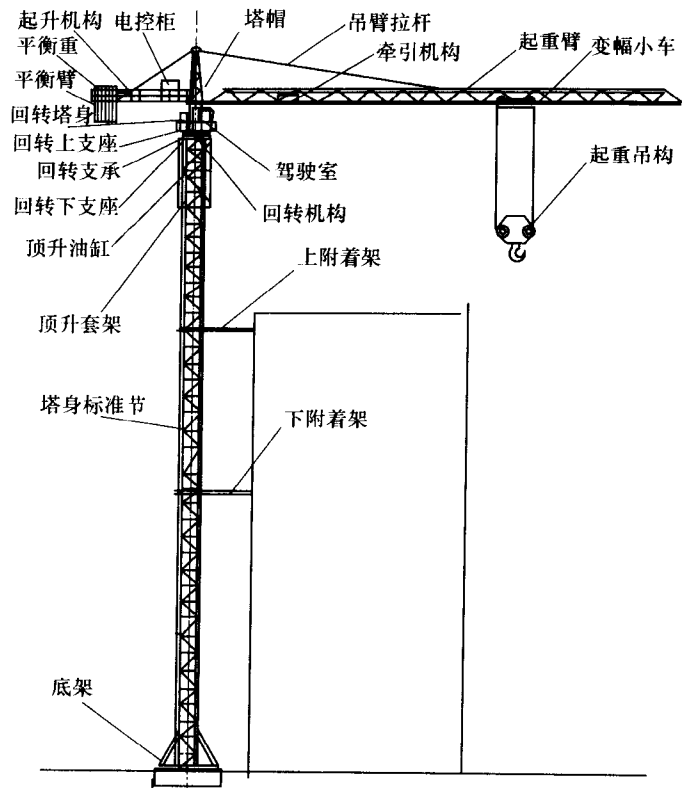 起升机构
电控柜
塔帽
吊臂拉杆
平衡重
牵引机构
起重臂
变幅小车
平衡臂
回转塔身
回转上支座
回转支承
驾驶室
起重吊构
回转下支座
回转机构
顶升油缸
上附着架
顶升套架
塔身标准节
下附着架
底架